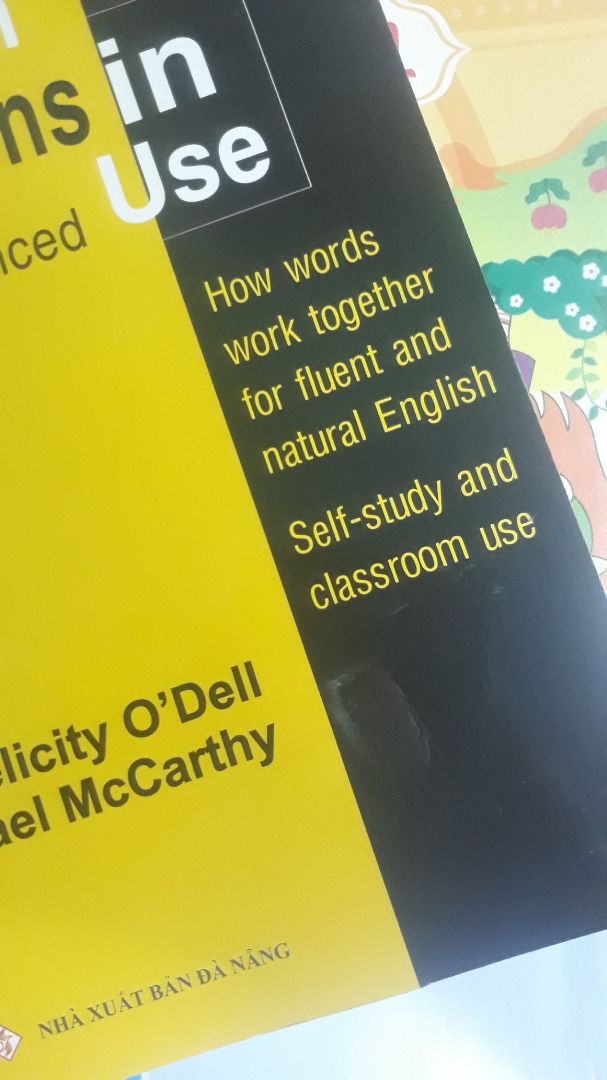 ns in
Use
nced
How words
work together
for fluent and
natural English
Self-study and
classroom use
elicity O'Dell
ael McCarthy
NHÀ XUẤT BẢN ĐÀ NẴNG